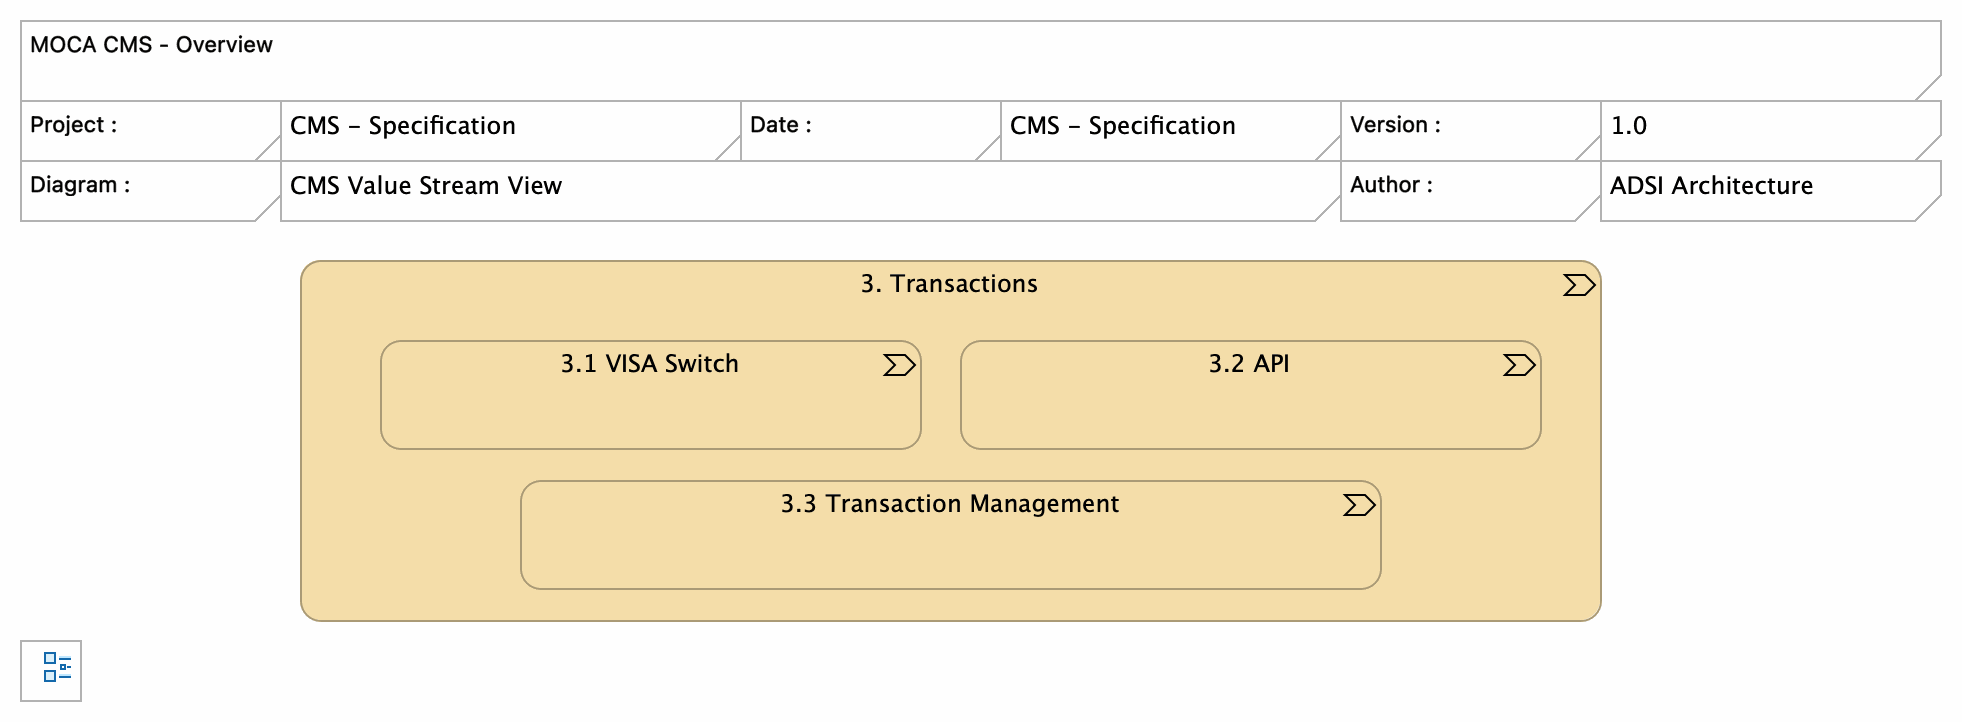 MOCA CMS - Overview
Project :
CMS – Specification
Date :
CMS – Specification
Version :
1.0
Diagram :
CMS Value Stream View
Author :
ADSI Architecture
3. Transactions
3.1 VISA Switch
3.2 API
3.3 Transaction Management